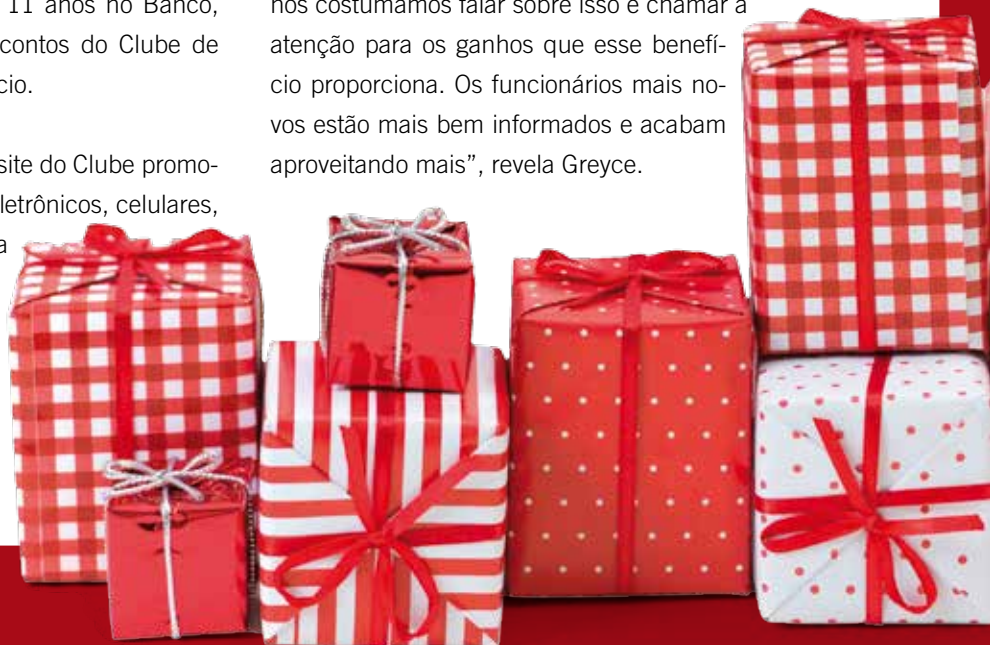 11 anos no Banco,
contos do Clube de
cio.
site do Clube promo-
letrônicos, celulares,
a
nós costumamos falar sobre isso e chamar a
atenção para os ganhos que esse benefí-
cio proporciona. Os funcionários mais no-
vos estão mais bem informados e acabam
aproveitando mais”, revela Greyce.